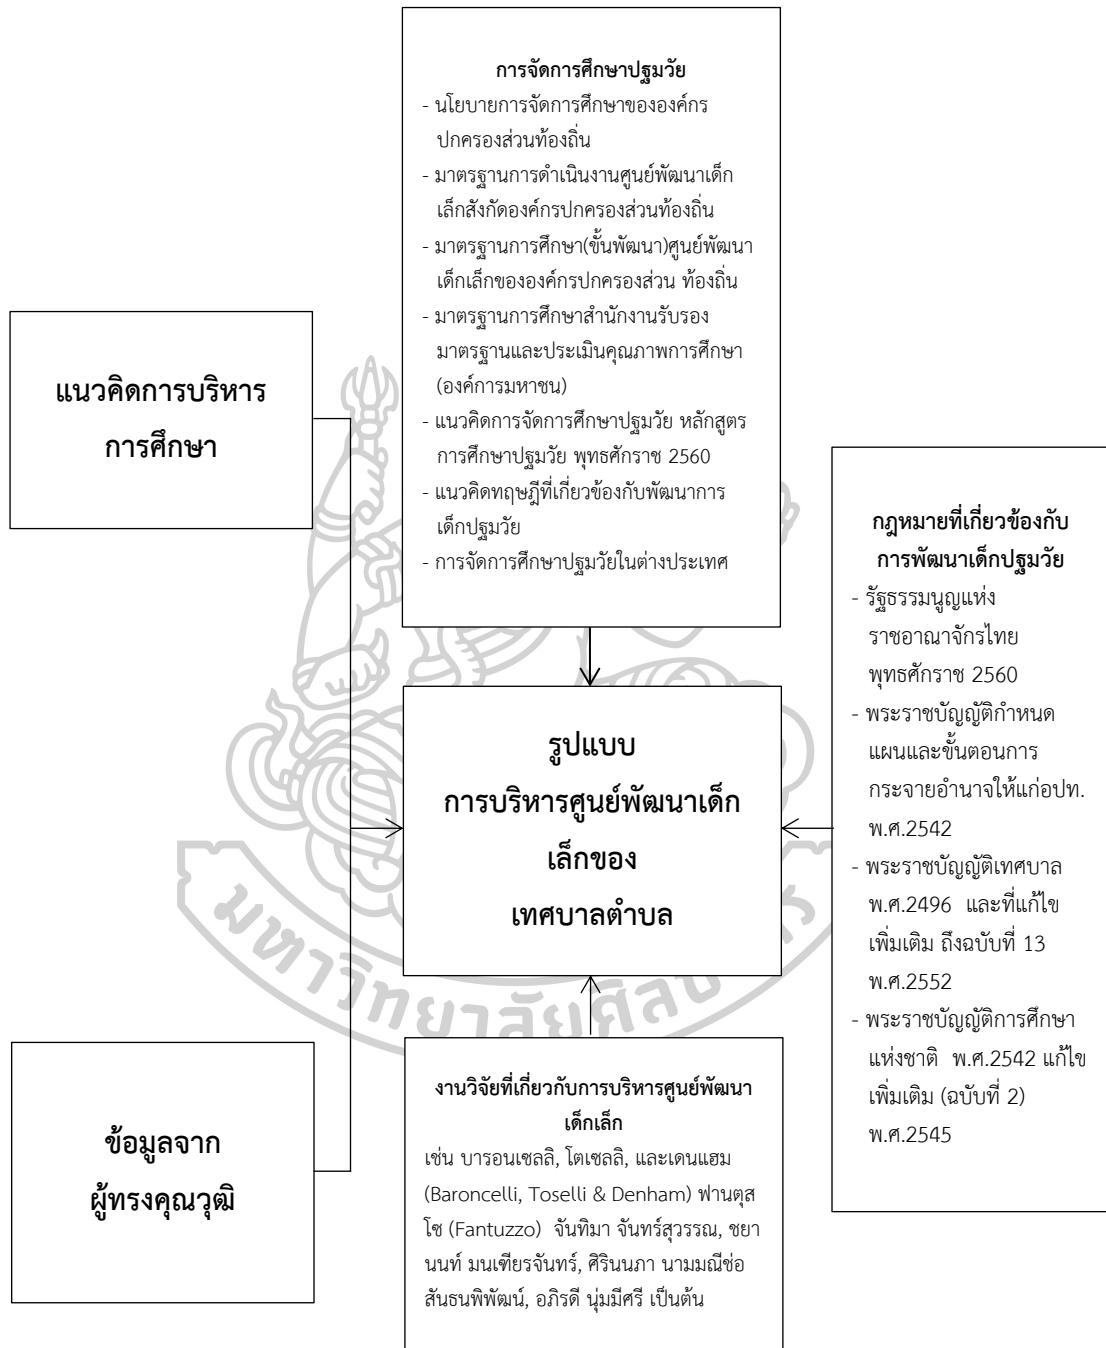 การจัดการศึกษาปฐมวัย
- นโยบายการจัดการศึกษาขององค์กร
ปกครองส่วนท้องถิ่น
- มาตรฐานการดำเนินงานศูนย์พัฒนาเด็ก
เล็กสังกัดองค์กรปกครองส่วนท้องถิ่น
- มาตรฐานการศึกษา(ขั้นพัฒนา)ศูนย์พัฒนา
เด็กเล็กขององค์กรปกครองส่วน ท้องถิ่น
- มาตรฐานการศึกษาสำนักงานรับรอง
มาตรฐานและประเมินคุณภาพการศึกษา
(องค์การมหาชน)
- แนวคิดการจัดการศึกษาปฐมวัย หลักสูตร
การศึกษาปฐมวัย พุทธศักราช 2560
- แนวคิดทฤษฎีที่เกี่ยวข้องกับพัฒนาการ
เด็กปฐมวัย
- การจัดการศึกษาปฐมวัยในต่างประเทศ
แนวคิดการบริหาร
การศึกษา
กฎหมายที่เกี่ยวข้องกับ
การพัฒนาเด็กปฐมวัย
- รัฐธรรมนูญแห่ง
ราชอาณาจักรไทย
พุทธศักราช 2560
- พระราชบัญญัติกำหนด
แผนและขั้นตอนการ
กระจายอำนาจให้แก่อปท.
พ.ศ.2542
- พระราชบัญญัติเทศบาล
พ.ศ.2496 และที่แก้ไข
เพิ่มเติม ถึงฉบับที่ 13
พ.ศ.2552
- พระราชบัญญัติการศึกษา
แห่งชาติ พ.ศ.2542 แก้ไข
เพิ่มเติม (ฉบับที่ 2)
พ.ศ.2545
รูปแบบ
การบริหารศูนย์พัฒนาเด็ก
เล็กของ
เทศบาลตำบล
มหาวิทยาลัยศิลปากร
ข้อมูลจาก
ผู้ทรงคุณวุฒิ
งานวิจัยที่เกี่ยวกับการบริหารศูนย์พัฒนา
เด็กเล็ก
เช่น บารอนเซลลิ, โตเซลลิ, และเดนแฮม
(Baroncelli, Toselli & Denham) ฟานตุส
โซ (Fantuzzo) จันทิมา จันทร์สุวรรณ, ชยา
นนท์ มนเฑียรจันทร์, ศิรินนภา นามมณีช่อ
สันธนพิพัฒน์, อภิรดี นุ่มมีศรี เป็นต้น